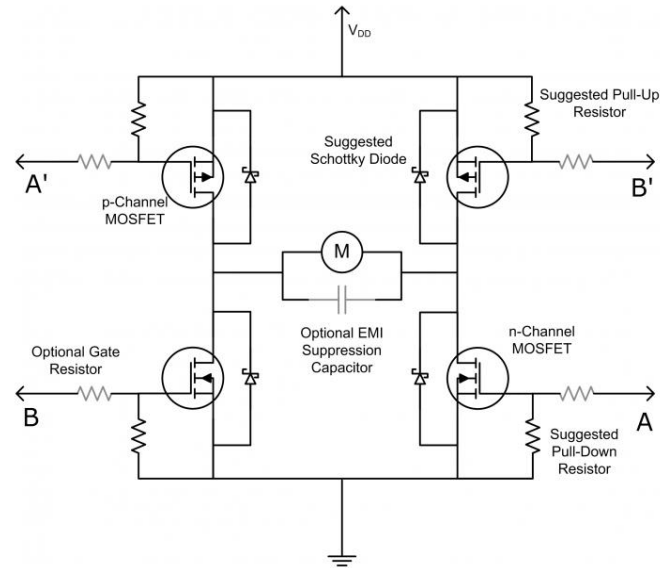 V_DD
Suggested Pull-Up
Resistor
Suggested
Schottky Diode
A'
B'
p-Channel
MOSFET
M
Optional EMI
Suppression
Capacitor
n-Channel
MOSFET
Optional Gate
Resistor
B
A
Suggested
Pull-Down
Resistor